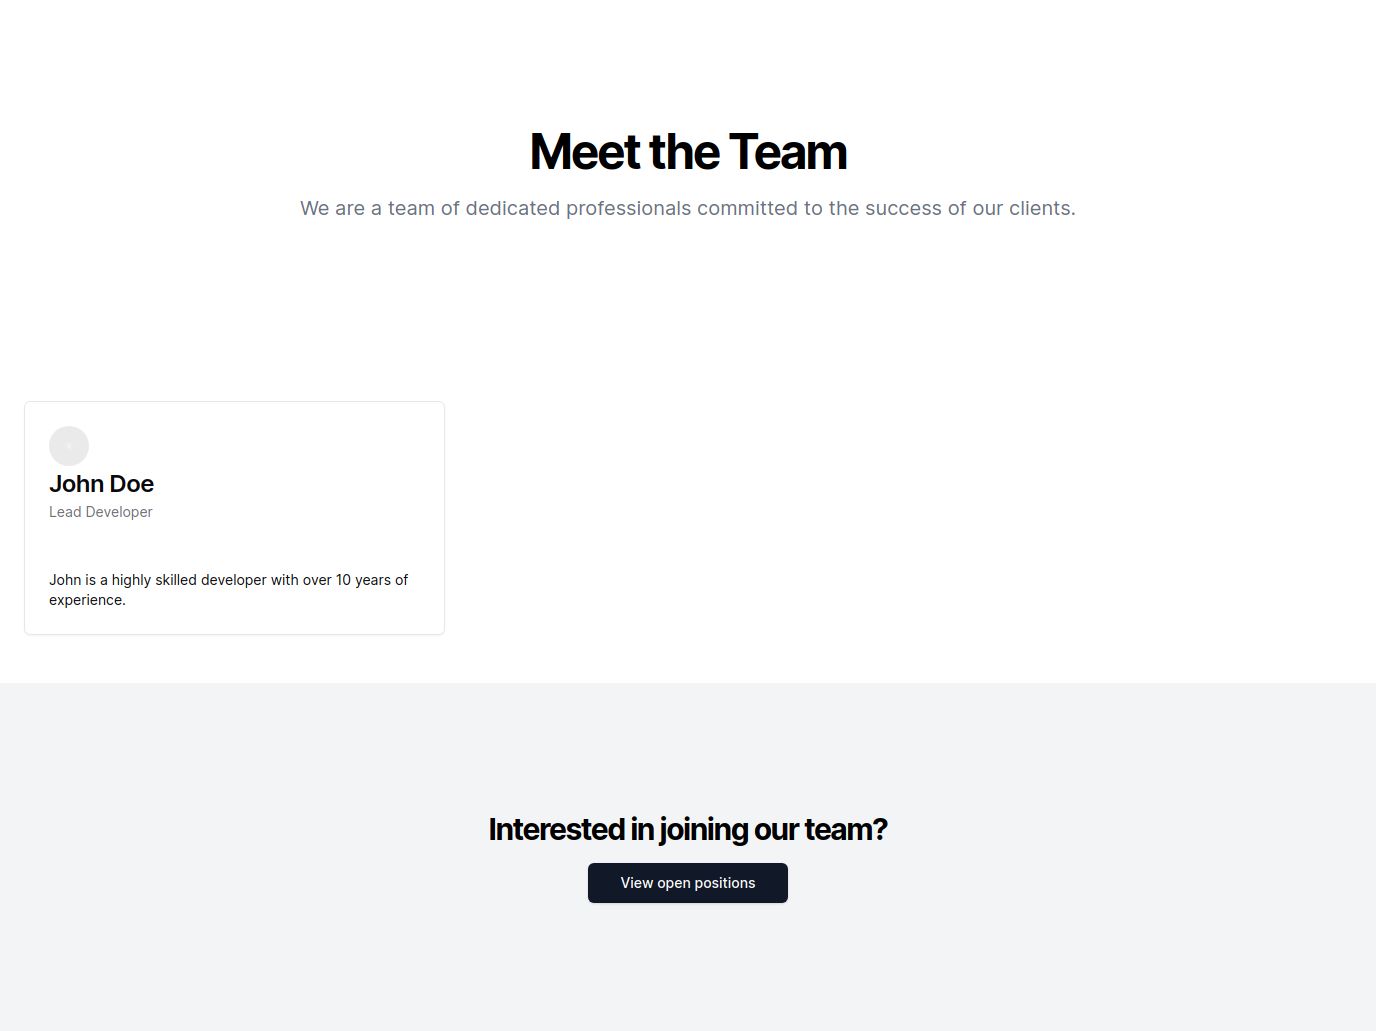 Meet the Team
We are a team of dedicated professionals committed to the success of our clients.
John Doe
Lead Developer
John is a highly skilled developer with over 10 years of
experience.
Interested in joining our team?
View open positions